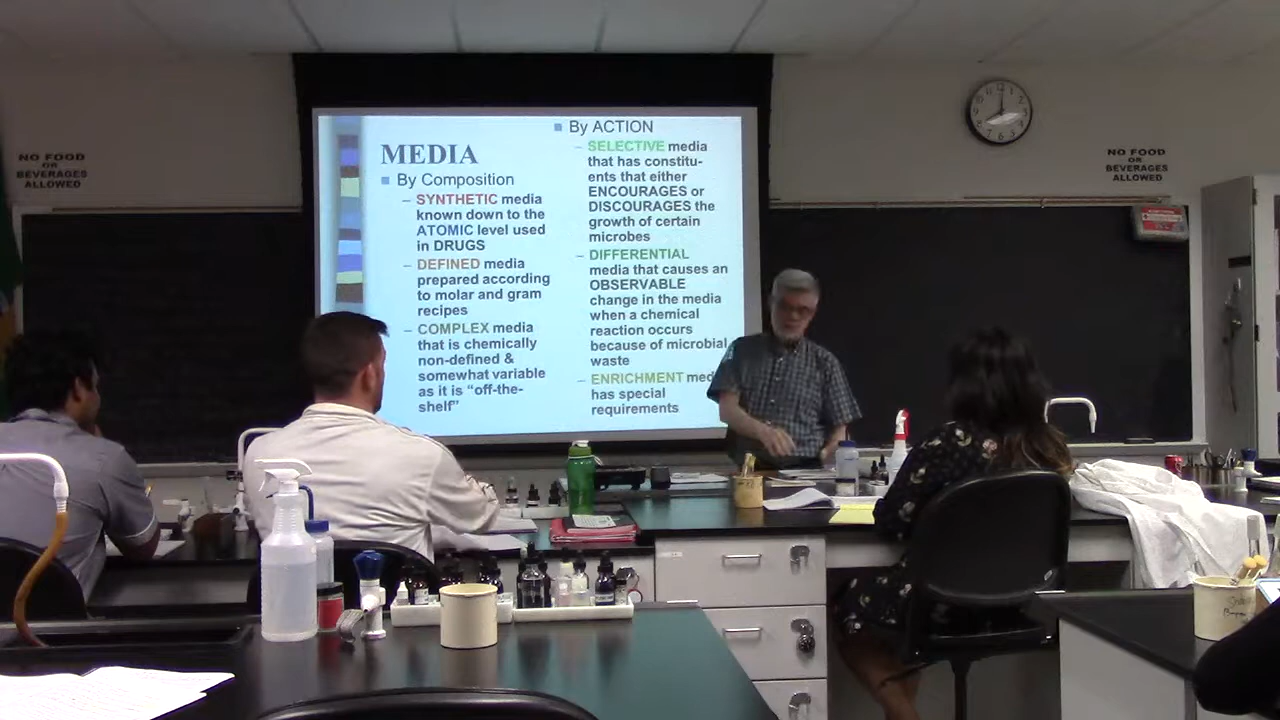 NO FOOD
OR
BEVERAGES
ALLOWED
MEDIA
■ By Composition
– SYNTHETIC media
known down to the
ATOMIC level used
in DRUGS
– DEFINED media
prepared according
to molar and gram
recipes
– COMPLEX media
that is chemically
non-defined &
somewhat variable
as it is “off-the-
shelf”
■ By ACTION
– SELECTIVE media
that has constitu-
ents that either
ENCOURAGES or
DISCOURAGES the
growth of certain
microbes
– DIFFERENTIAL
media that causes an
OBSERVABLE
change in the media
when a chemical
reaction occurs
because of microbial
waste
– ENRICHMENT med
has special
requirements
NO FOOD
OR
BEVERAGES
ALLOWED